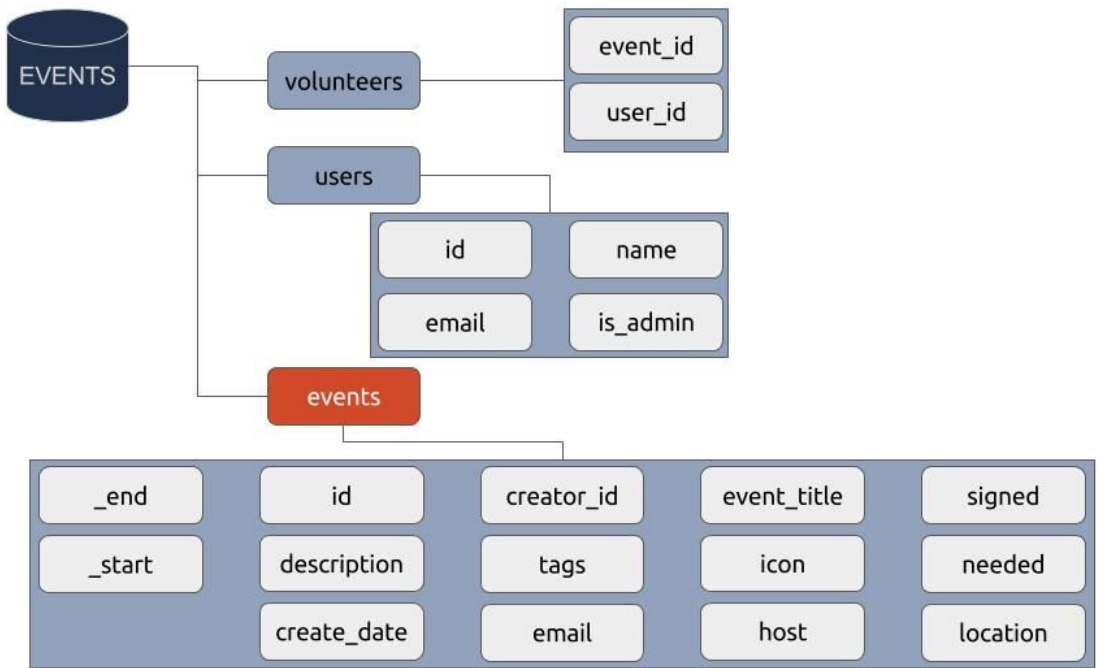 EVENTS
volunteers
event_id
user_id
users
id
name
email
is_admin
events
_end
id
creator_id
event_title
signed
_start
description
tags
icon
needed
create_date
email
host
location